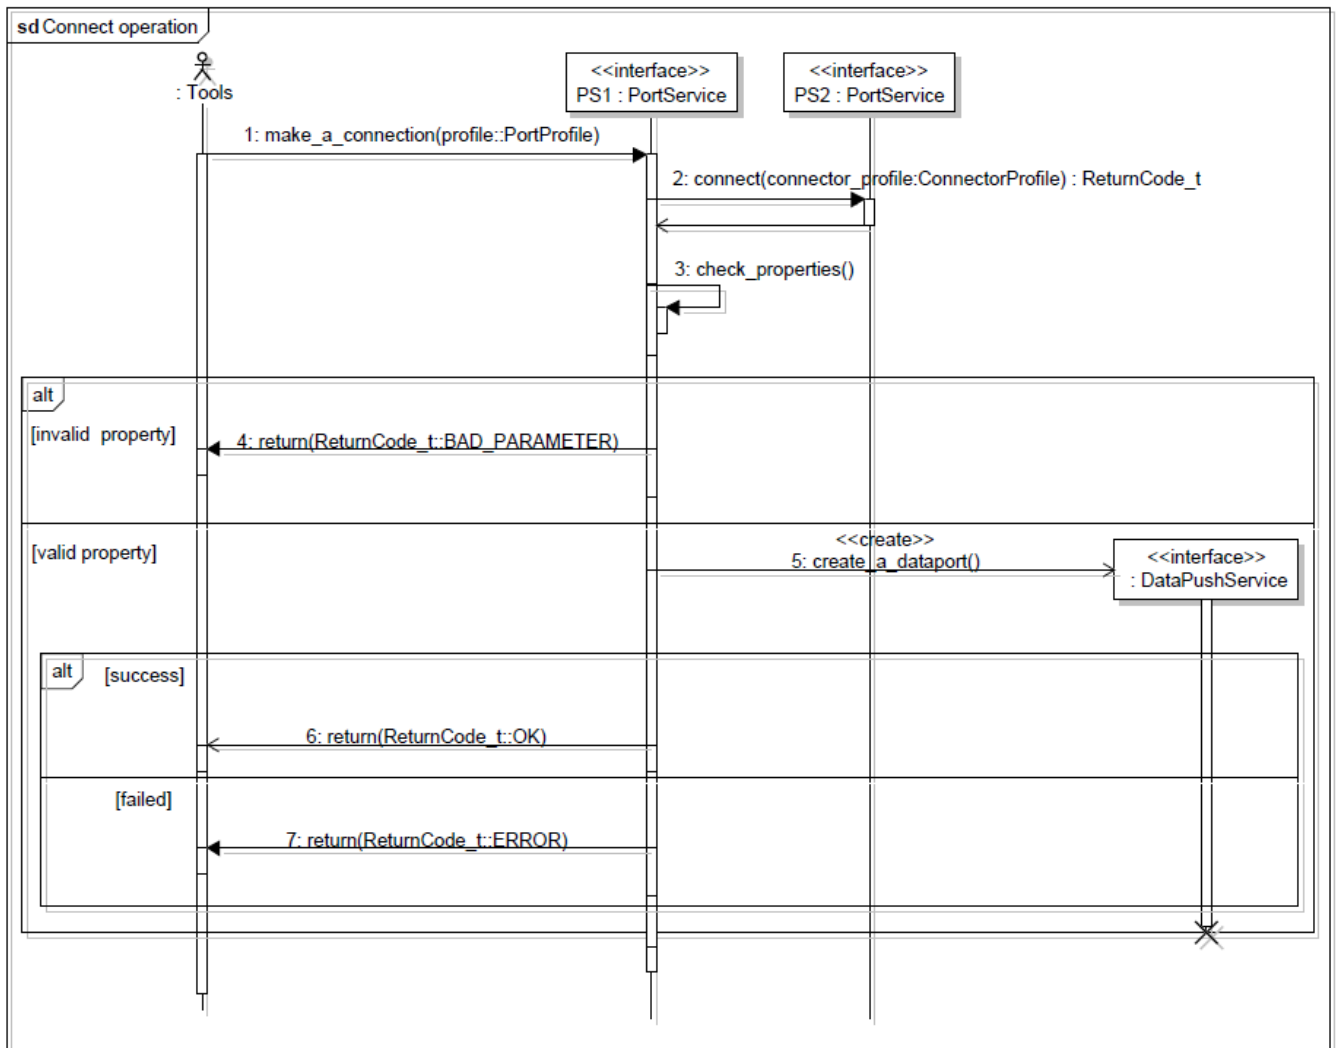 sd Connect operation
: Tools
<<interface>>
PS1 : PortService
<<interface>>
PS2 : PortService
1: make_a_connection(profile::PortProfile)
2: connect(connector_profile:ConnectorProfile) : ReturnCode_t
3: check_properties()
alt
[invalid property]
4: return(ReturnCode_t::BAD_PARAMETER)
[valid property]
<<create>>
5: create_a_dataport()
<<interface>>
: DataPushService
alt
[success]
6: return(ReturnCode_t::OK)
[failed]
7: return(ReturnCode_t::ERROR)